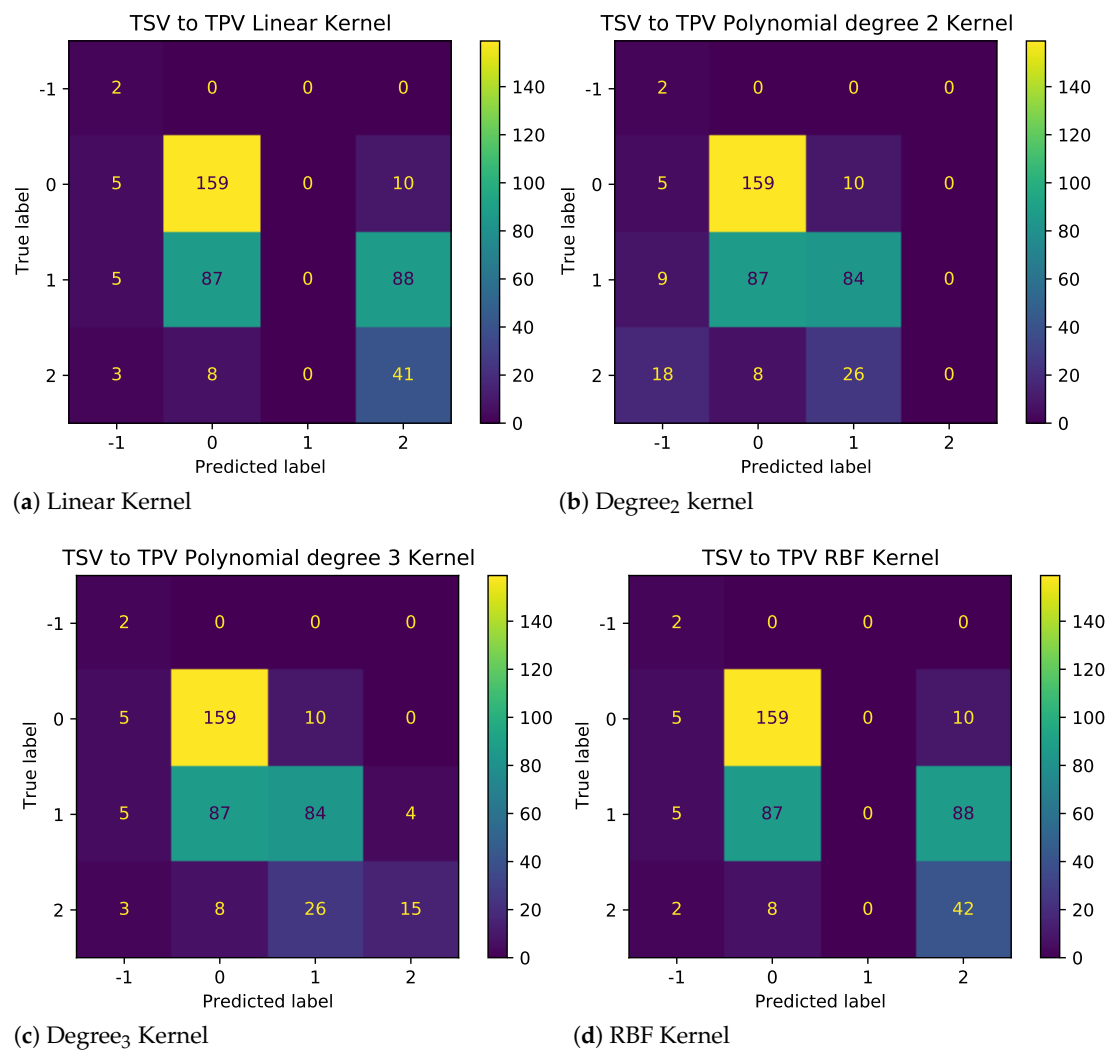 TSV to TPV Linear Kernel
True label
-1 2 0 0 0
0 5 159 0 10
1 5 87 0 88
2 3 8 0 41
-1 0 1 2
Predicted label
140
120
100
80
60
40
20
0
(a) Linear Kernel
TSV to TPV Polynomial degree 2 Kernel
True label
-1 2 0 0 0
0 5 159 10 0
1 9 87 84 0
2 18 8 26 0
-1 0 1 2
Predicted label
140
120
100
80
60
40
20
0
(b) Degree₂ kernel
TSV to TPV Polynomial degree 3 Kernel
True label
-1 2 0 0 0
0 5 159 10 0
1 5 87 84 4
2 3 8 26 15
-1 0 1 2
Predicted label
140
120
100
80
60
40
20
0
(c) Degree₃ Kernel
TSV to TPV RBF Kernel
True label
-1 2 0 0 0
0 5 159 0 10
1 5 87 0 88
2 2 8 0 42
-1 0 1 2
Predicted label
140
120
100
80
60
40
20
0
(d) RBF Kernel